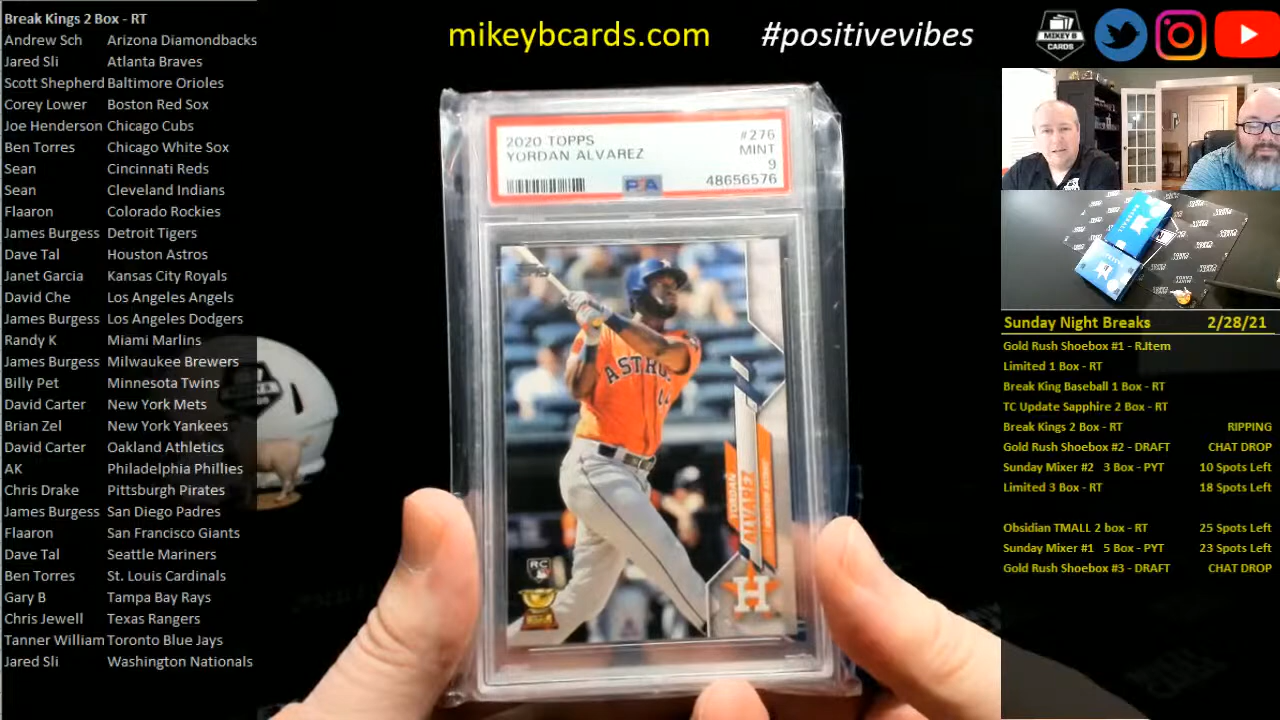 Break Kings 2 Box - RT
Andrew Sch Arizona Diamondbacks
Jared Sli Atlanta Braves
Scott Shepherd Baltimore Orioles
Corey Lower Boston Red Sox
Joe Henderson Chicago Cubs
Ben Torres Chicago White Sox
Sean Cincinnati Reds
Sean Cleveland Indians
Flaaron Colorado Rockies
James Burgess Detroit Tigers
Dave Tal Houston Astros
Janet Garcia Kansas City Royals
David Che Los Angeles Angels
James Burgess Los Angeles Dodgers
Randy K Miami Marlins
James Burgess Milwaukee Brewers
Billy Pet Minnesota Twins
David Carter New York Mets
Brian Zel New York Yankees
David Carter Oakland Athletics
AK Philadelphia Phillies
Chris Drake Pittsburgh Pirates
James Burgess San Diego Padres
Flaaron San Francisco Giants
Dave Tal Seattle Mariners
Ben Torres St. Louis Cardinals
Gary B Tampa Bay Rays
Chris Jewell Texas Rangers
Tanner William Toronto Blue Jays
Jared Sli Washington Nationals
mikeybcards.com #positivevibes
MIKEY B
CARDS
2020 TOPPS #276
YORDAN ALVAREZ MINT
9
PSA 48656576
ASTROS
YORDAN
ALVAREZ
HOUSTON ASTROS
RC
H
Sunday Night Breaks 2/28/21
Gold Rush Shoebox #1 - R.Item
Limited 1 Box - RT
Break King Baseball 1 Box - RT
TC Update Sapphire 2 Box - RT
Break Kings 2 Box - RT RIPPING
Gold Rush Shoebox #2 - DRAFT CHAT DROP
Sunday Mixer #2 3 Box - PYT 10 Spots Left
Limited 3 Box - RT 18 Spots Left
Obsidian TMALL 2 box - RT 25 Spots Left
Sunday Mixer #1 5 Box - PYT 23 Spots Left
Gold Rush Shoebox #3 - DRAFT CHAT DROP